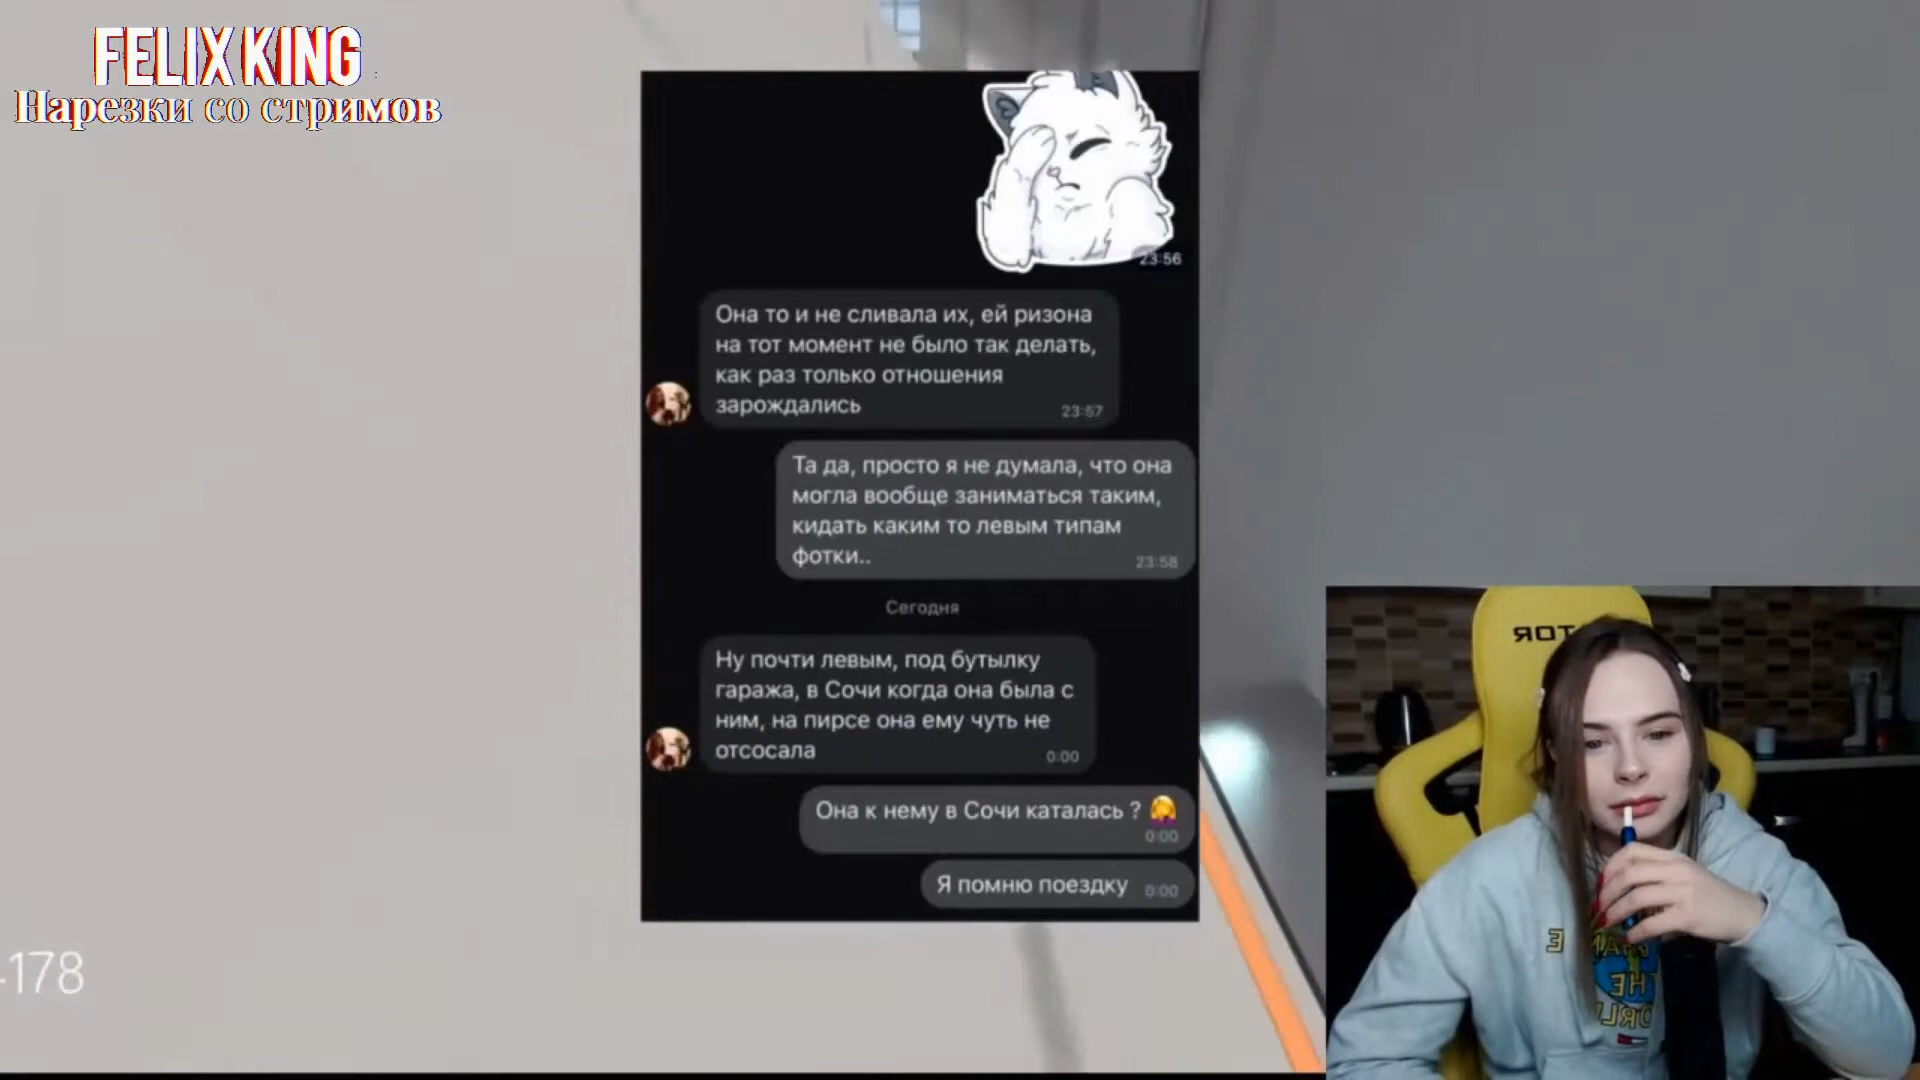 FELIX KING
Нарезки со стримов
23:56
Она то и не сливала их, ей ризона
на тот момент не было так делать,
как раз только отношения
зарождались
23:57
Та да, просто я не думала, что она
могла вообще заниматься таким,
кидать каким то левым типам
фотки..
23:58
Сегодня
Ну почти левым, под бутылку
гаража, в Сочи когда она была с
ним, на пирсе она ему чуть не
отсосала
0:00
Она к нему в Сочи каталась ? 🤦‍♀️
0:00
Я помню поездку 0:00
178